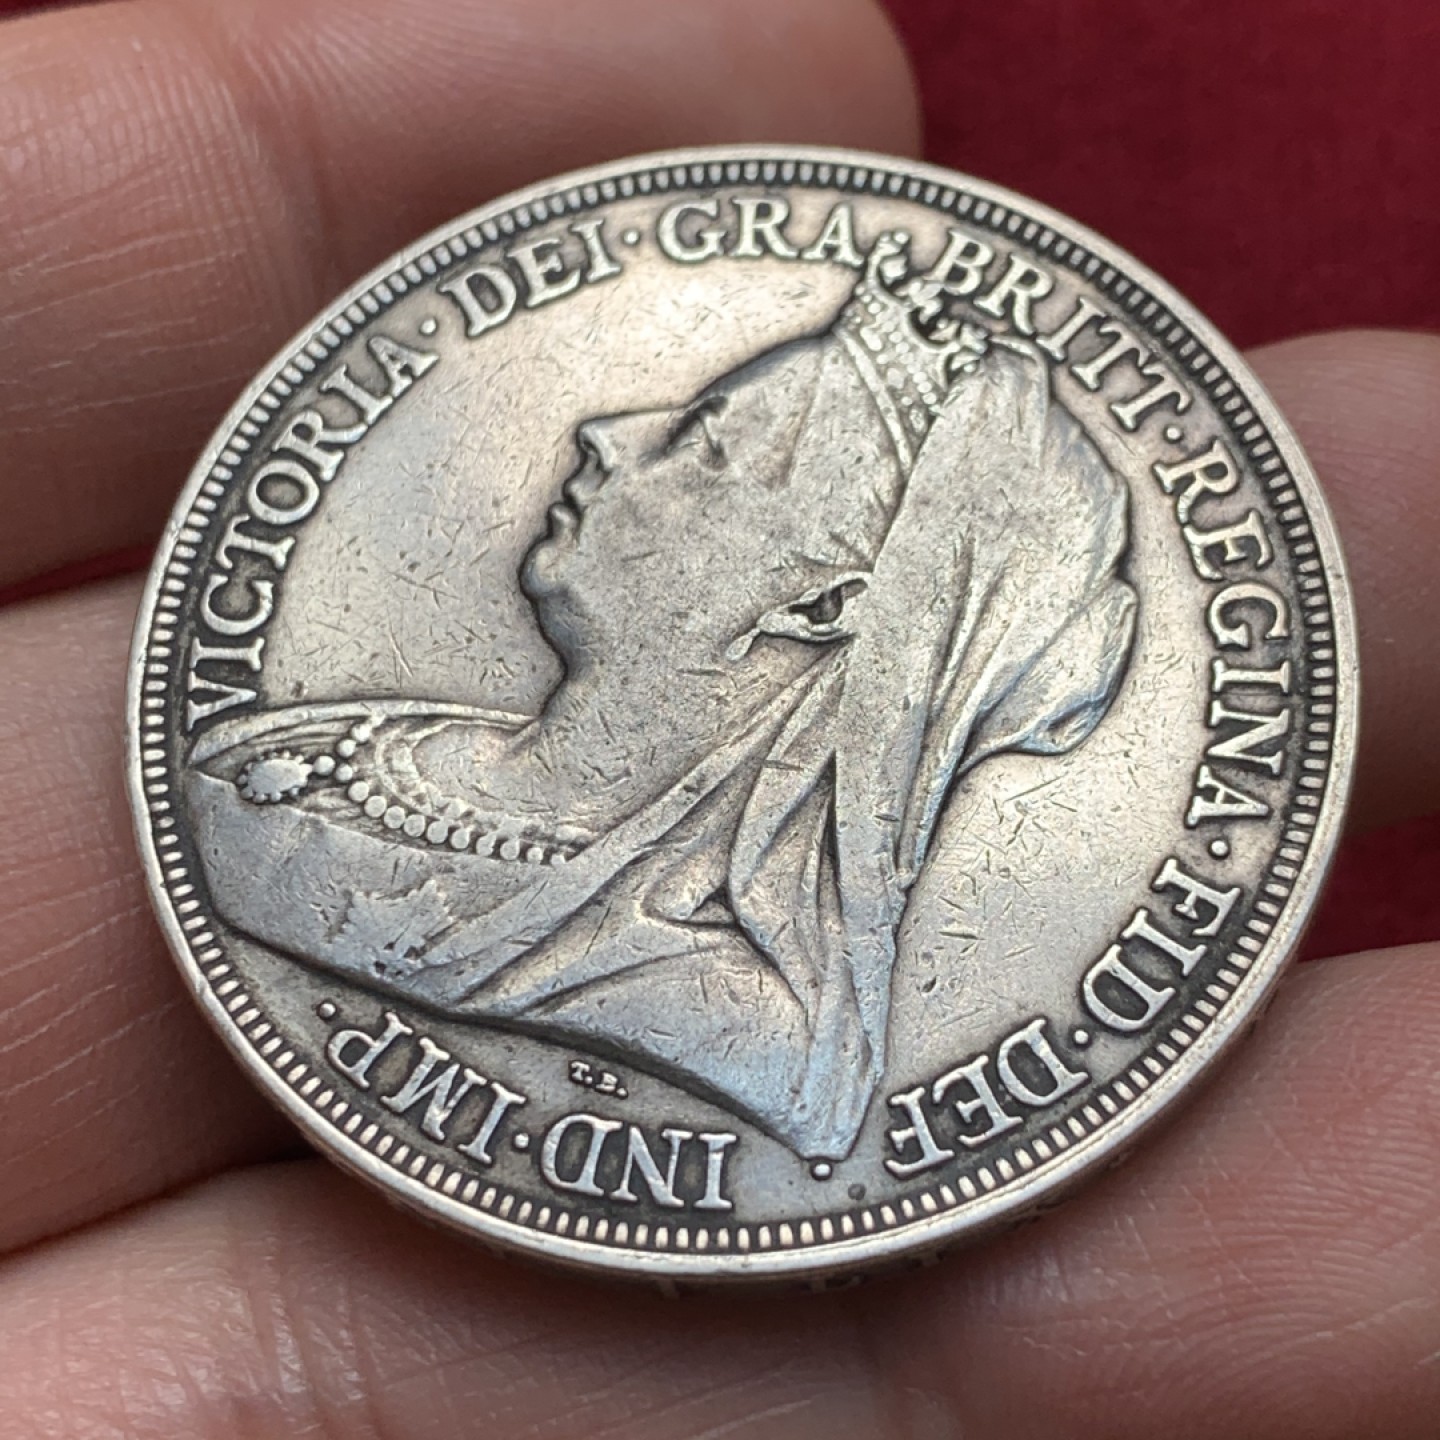 VICTORIA · DEI · GRA · BRITT · REGINA · FID · DEF · IND · IMP ·
T.B.